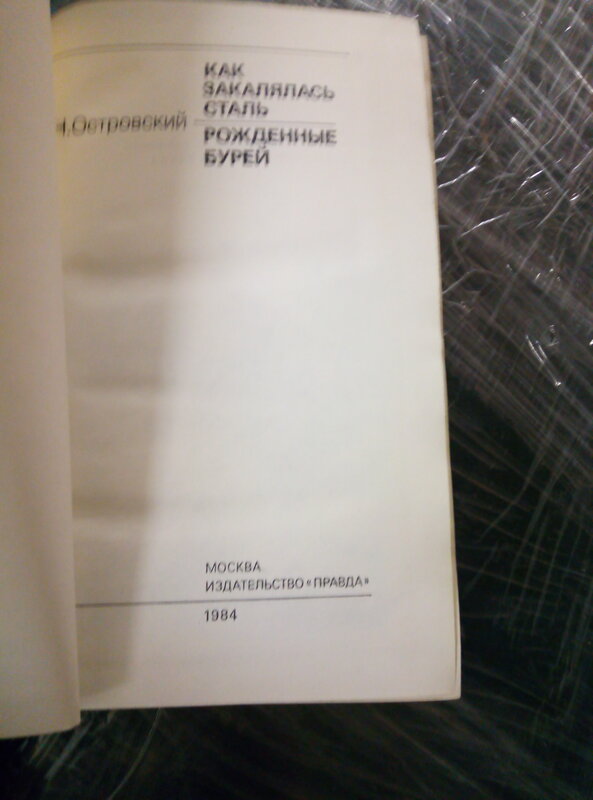 КАК
ЗАКАЛЯЛАСЬ
СТАЛЬ
Н.Островский
РОЖДЕННЫЕ
БУРЕЙ
МОСКВА
ИЗДАТЕЛЬСТВО «ПРАВДА»
1984